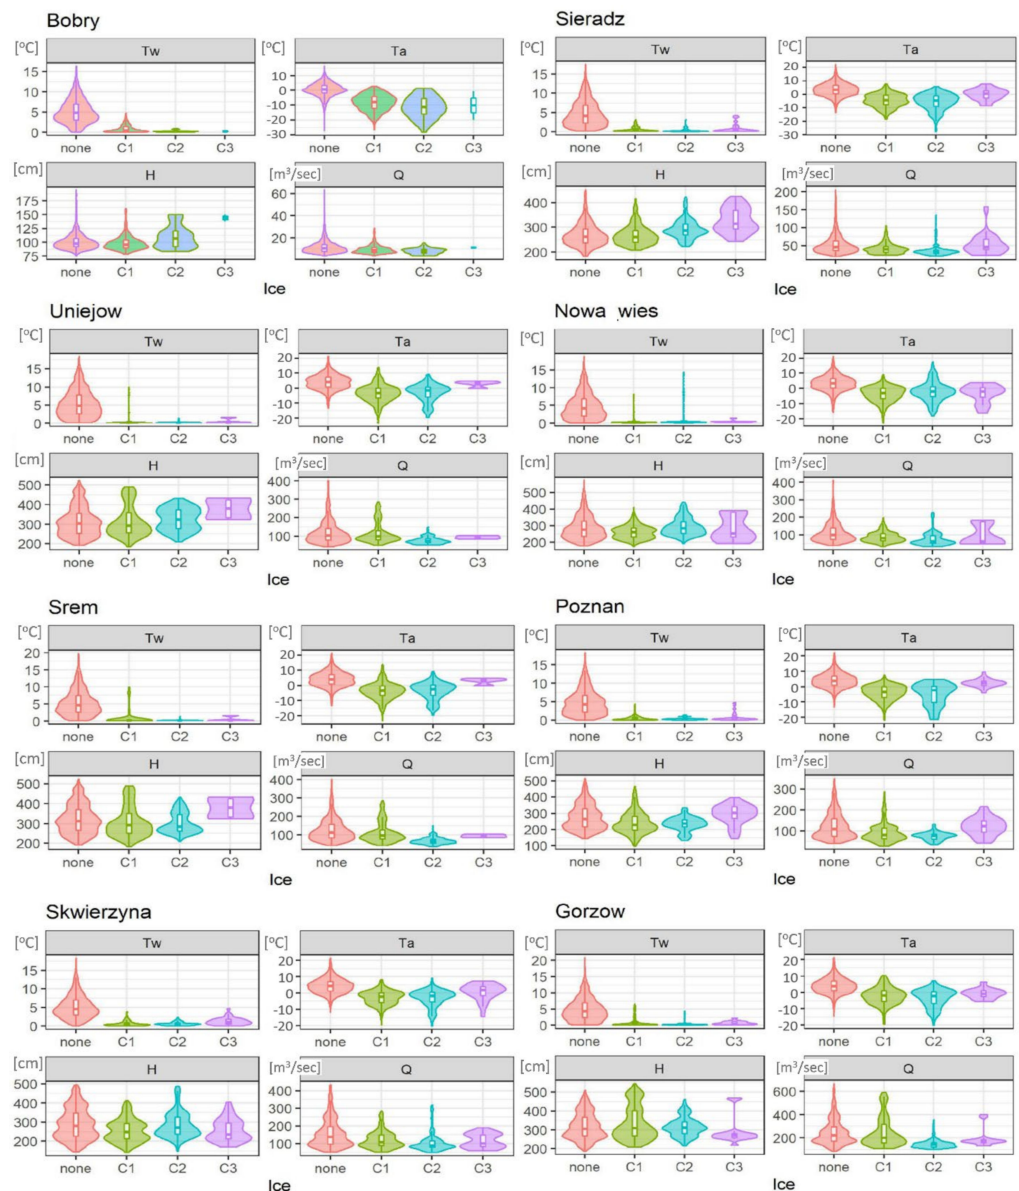 Bobry
[°C]
Tw
15
10
5
0
none C1 C2 C3
Ta
10
0
-10
-20
-30
none C1 C2 C3
[cm]
H
175
150
125
100
75
none C1 C2 C3
[m³/sec]
Q
60
40
20
0
none C1 C2 C3
Ice
Sieradz
[°C]
Tw
15
10
5
0
none C1 C2 C3
Ta
20
10
0
-10
-20
-30
none C1 C2 C3
[cm]
H
400
300
200
none C1 C2 C3
[m³/sec]
Q
200
150
100
50
0
none C1 C2 C3
Ice
Uniejow
[°C]
Tw
15
10
5
0
none C1 C2 C3
Ta
20
10
0
-10
-20
none C1 C2 C3
[cm]
H
500
400
300
200
none C1 C2 C3
[m³/sec]
Q
400
300
200
100
0
none C1 C2 C3
Ice
Nowa wies
[°C]
Tw
15
10
5
0
none C1 C2 C3
Ta
20
10
0
-10
-20
none C1 C2 C3
[cm]
H
500
400
300
200
none C1 C2 C3
[m³/sec]
Q
400
300
200
100
0
none C1 C2 C3
Ice
Srem
[°C]
Tw
20
15
10
5
0
none C1 C2 C3
Ta
20
10
0
-10
-20
none C1 C2 C3
[cm]
H
500
400
300
200
none C1 C2 C3
[m³/sec]
Q
400
300
200
100
0
none C1 C2 C3
Ice
Poznan
[°C]
Tw
15
10
5
0
none C1 C2 C3
Ta
20
10
0
-10
-20
none C1 C2 C3
[cm]
H
500
400
300
200
100
none C1 C2 C3
[m³/sec]
Q
300
200
100
0
none C1 C2 C3
Ice
Skwierzyna
[°C]
Tw
15
10
5
0
none C1 C2 C3
Ta
20
10
0
-10
-20
none C1 C2 C3
[cm]
H
500
400
300
200
none C1 C2 C3
[m³/sec]
Q
400
300
200
100
none C1 C2 C3
Ice
Gorzow
[°C]
Tw
20
15
10
5
0
none C1 C2 C3
Ta
20
10
0
-10
-20
none C1 C2 C3
[cm]
H
500
400
300
200
none C1 C2 C3
[m³/sec]
Q
600
400
200
0
none C1 C2 C3
Ice